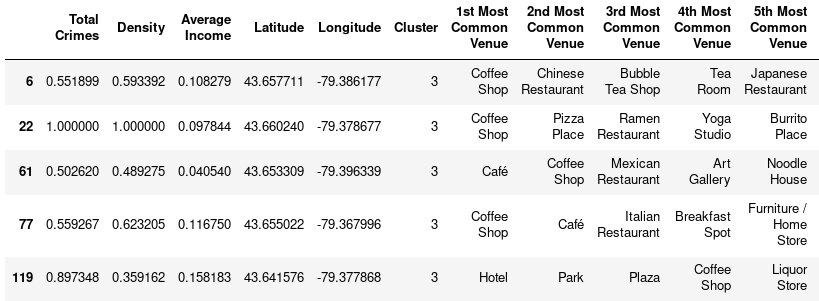 Total Crimes Density Average Income Latitude Longitude Cluster 1st Most Common Venue 2nd Most Common Venue 3rd Most Common Venue 4th Most Common Venue 5th Most Common Venue
6 0.551899 0.593392 0.108279 43.657711 -79.386177 3 Coffee Shop Chinese Restaurant Bubble Tea Shop Tea Room Japanese Restaurant
22 1.000000 1.000000 0.097844 43.660240 -79.378677 3 Coffee Shop Pizza Place Ramen Restaurant Yoga Studio Burrito Place
61 0.502620 0.489275 0.040540 43.653309 -79.396339 3 Café Coffee Shop Mexican Restaurant Art Gallery Noodle House
77 0.559267 0.623205 0.116750 43.655022 -79.367996 3 Coffee Shop Café Italian Restaurant Breakfast Spot Furniture / Home Store
119 0.897348 0.359162 0.158183 43.641576 -79.377868 3 Hotel Park Plaza Coffee Shop Liquor Store